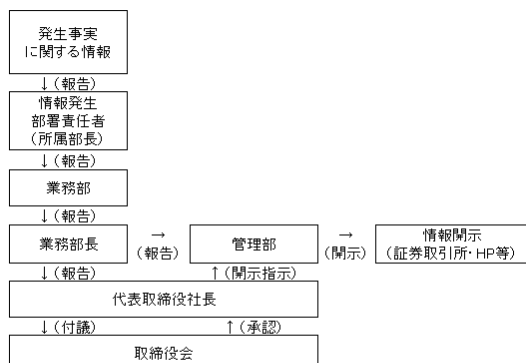 発生事実
に関する情報
↓(報告)
情報発生
部署責任者
(所属部長)
↓(報告)
業務部
↓(報告)
業務部長
→
(報告)
管理部
→
(開示)
情報開示
(証券取引所・HP等)
↓(報告)
↑(開示指示)
代表取締役社長
↓(付議)
↑(承認)
取締役会